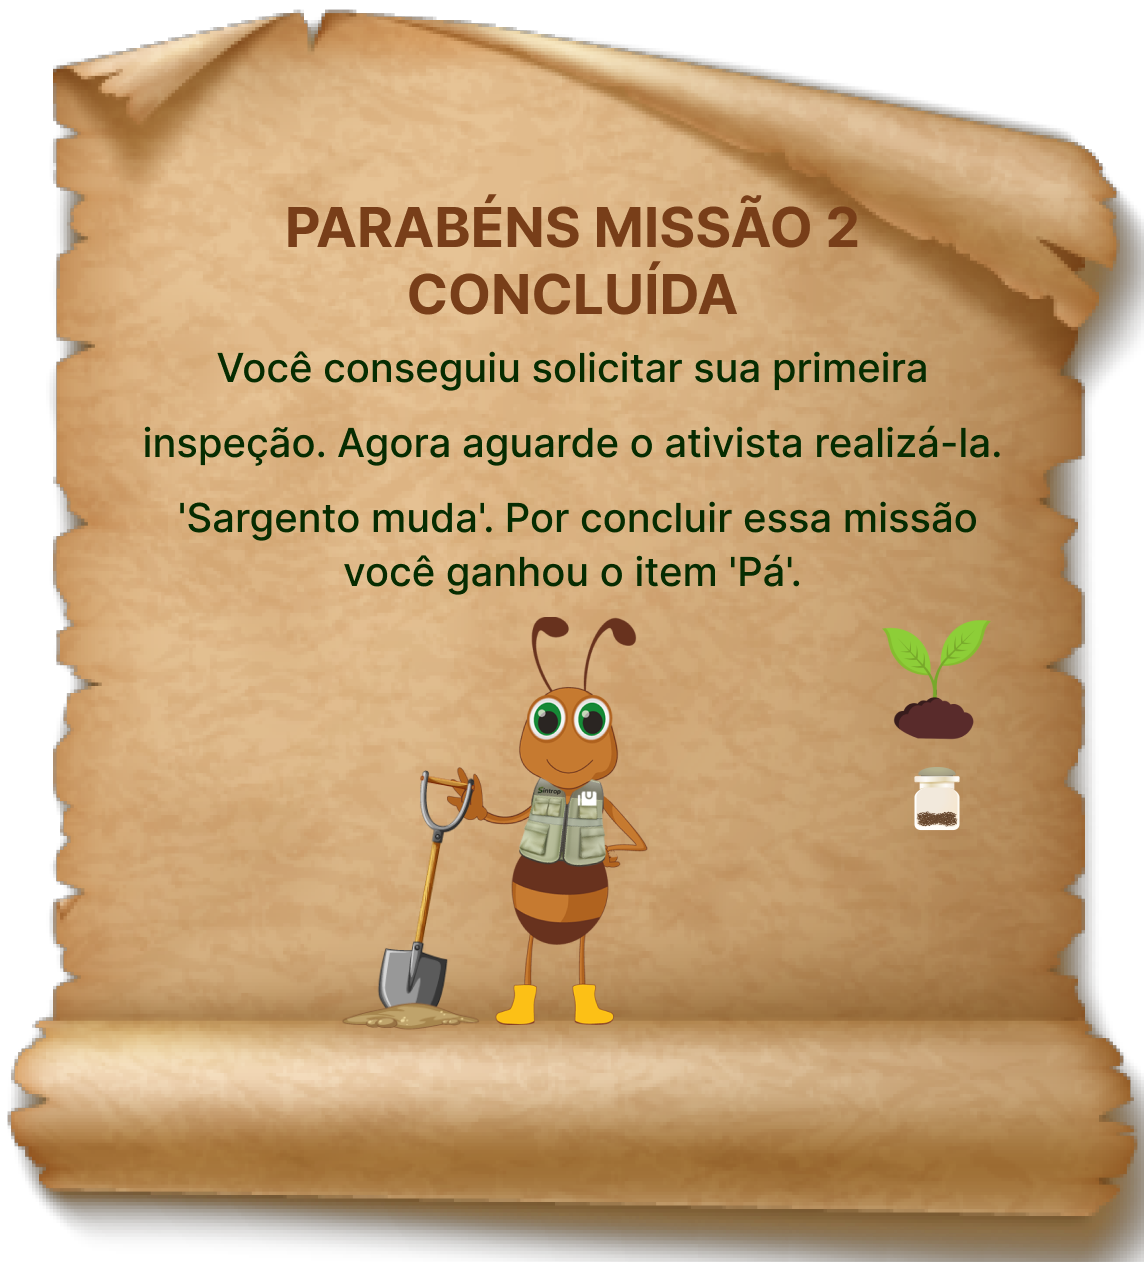 PARABÉNS MISSÃO 2
CONCLUÍDA
Você conseguiu solicitar sua primeira
inspeção. Agora aguarde o ativista realizá-la.
'Sargento muda'. Por concluir essa missão
você ganhou o item 'Pá'.
Sintrop